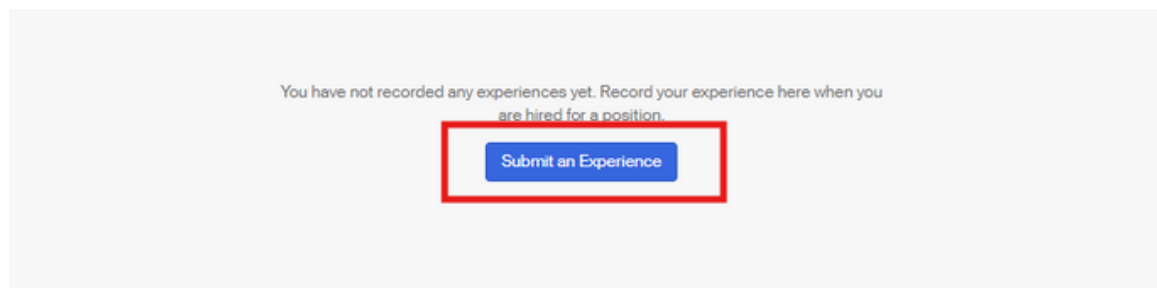 You have not recorded any experiences yet. Record your experience here when you
are hired for a position.
Submit an Experience